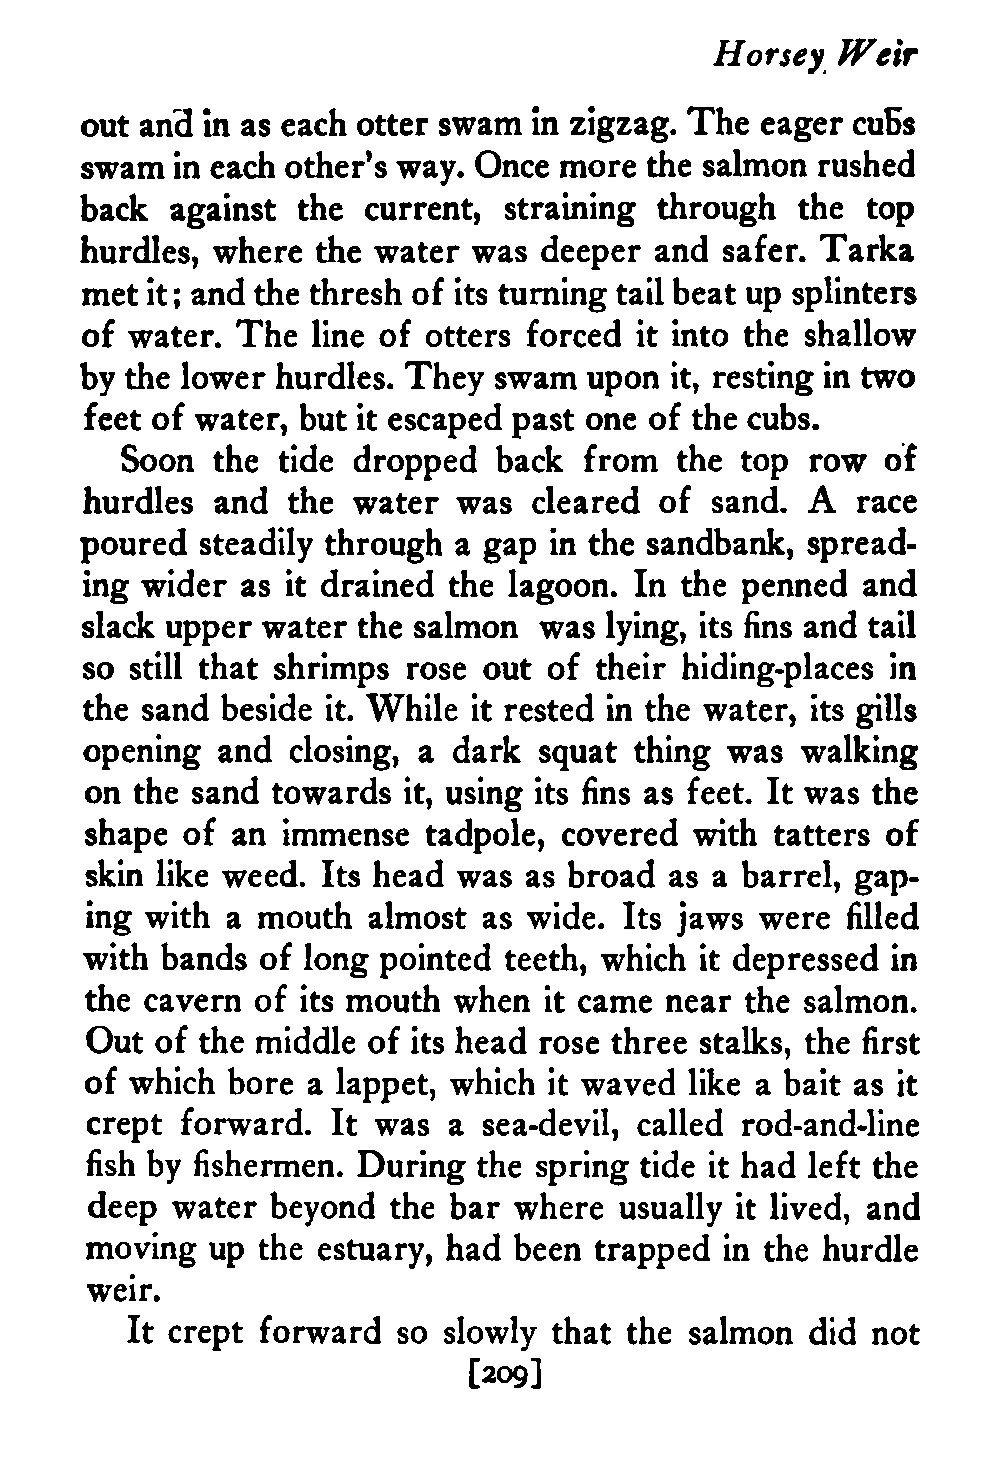 Horsey Weir
out and in as each otter swam in zigzag. The eager cubs
swam in each other's way. Once more the salmon rushed
back against the current, straining through the top
hurdles, where the water was deeper and safer. Tarka
met it; and the thresh of its turning tail beat up splinters
of water. The line of otters forced it into the shallow
by the lower hurdles. They swam upon it, resting in two
feet of water, but it escaped past one of the cubs.
Soon the tide dropped back from the top row of
hurdles and the water was cleared of sand. A race
poured steadily through a gap in the sandbank, spread-
ing wider as it drained the lagoon. In the penned and
slack upper water the salmon was lying, its fins and tail
so still that shrimps rose out of their hiding-places in
the sand beside it. While it rested in the water, its gills
opening and closing, a dark squat thing was walking
on the sand towards it, using its fins as feet. It was the
shape of an immense tadpole, covered with tatters of
skin like weed. Its head was as broad as a barrel, gap-
ing with a mouth almost as wide. Its jaws were filled
with bands of long pointed teeth, which it depressed in
the cavern of its mouth when it came near the salmon.
Out of the middle of its head rose three stalks, the first
of which bore a lappet, which it waved like a bait as it
crept forward. It was a sea-devil, called rod-and-line
fish by fishermen. During the spring tide it had left the
deep water beyond the bar where usually it lived, and
moving up the estuary, had been trapped in the hurdle
weir.
It crept forward so slowly that the salmon did not
[209]